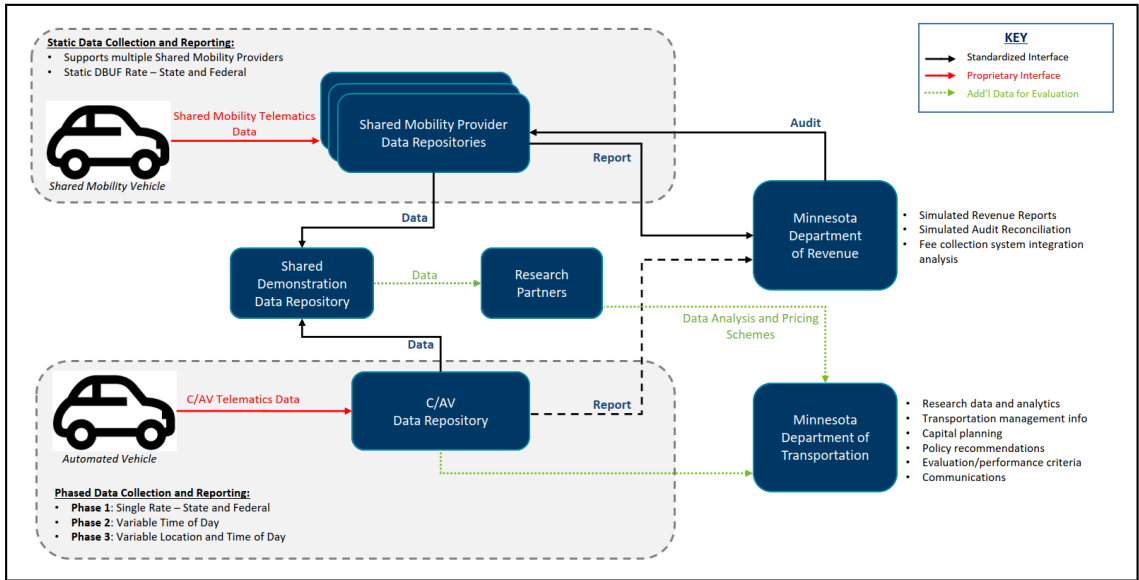 Static Data Collection and Reporting:
• Supports multiple Shared Mobility Providers
• Static DBUF Rate – State and Federal
Shared Mobility Telematics
Data
Shared Mobility Vehicle
Shared Mobility Provider
Data Repositories
KEY
Standardized Interface
Proprietary Interface
Add'l Data for Evaluation
Audit
Report
Data
Minnesota
Department
of Revenue
• Simulated Revenue Reports
• Simulated Audit Reconciliation
• Fee collection system integration
analysis
Shared
Demonstration
Data Repository
Data
Research
Partners
Data Analysis and Pricing
Schemes
Data
C/AV Telematics Data
Automated Vehicle
C/AV
Data Repository
Report
Minnesota
Department of
Transportation
• Research data and analytics
• Transportation management info
• Capital planning
• Policy recommendations
• Evaluation/performance criteria
• Communications
Phased Data Collection and Reporting:
• Phase 1: Single Rate – State and Federal
• Phase 2: Variable Time of Day
• Phase 3: Variable Location and Time of Day